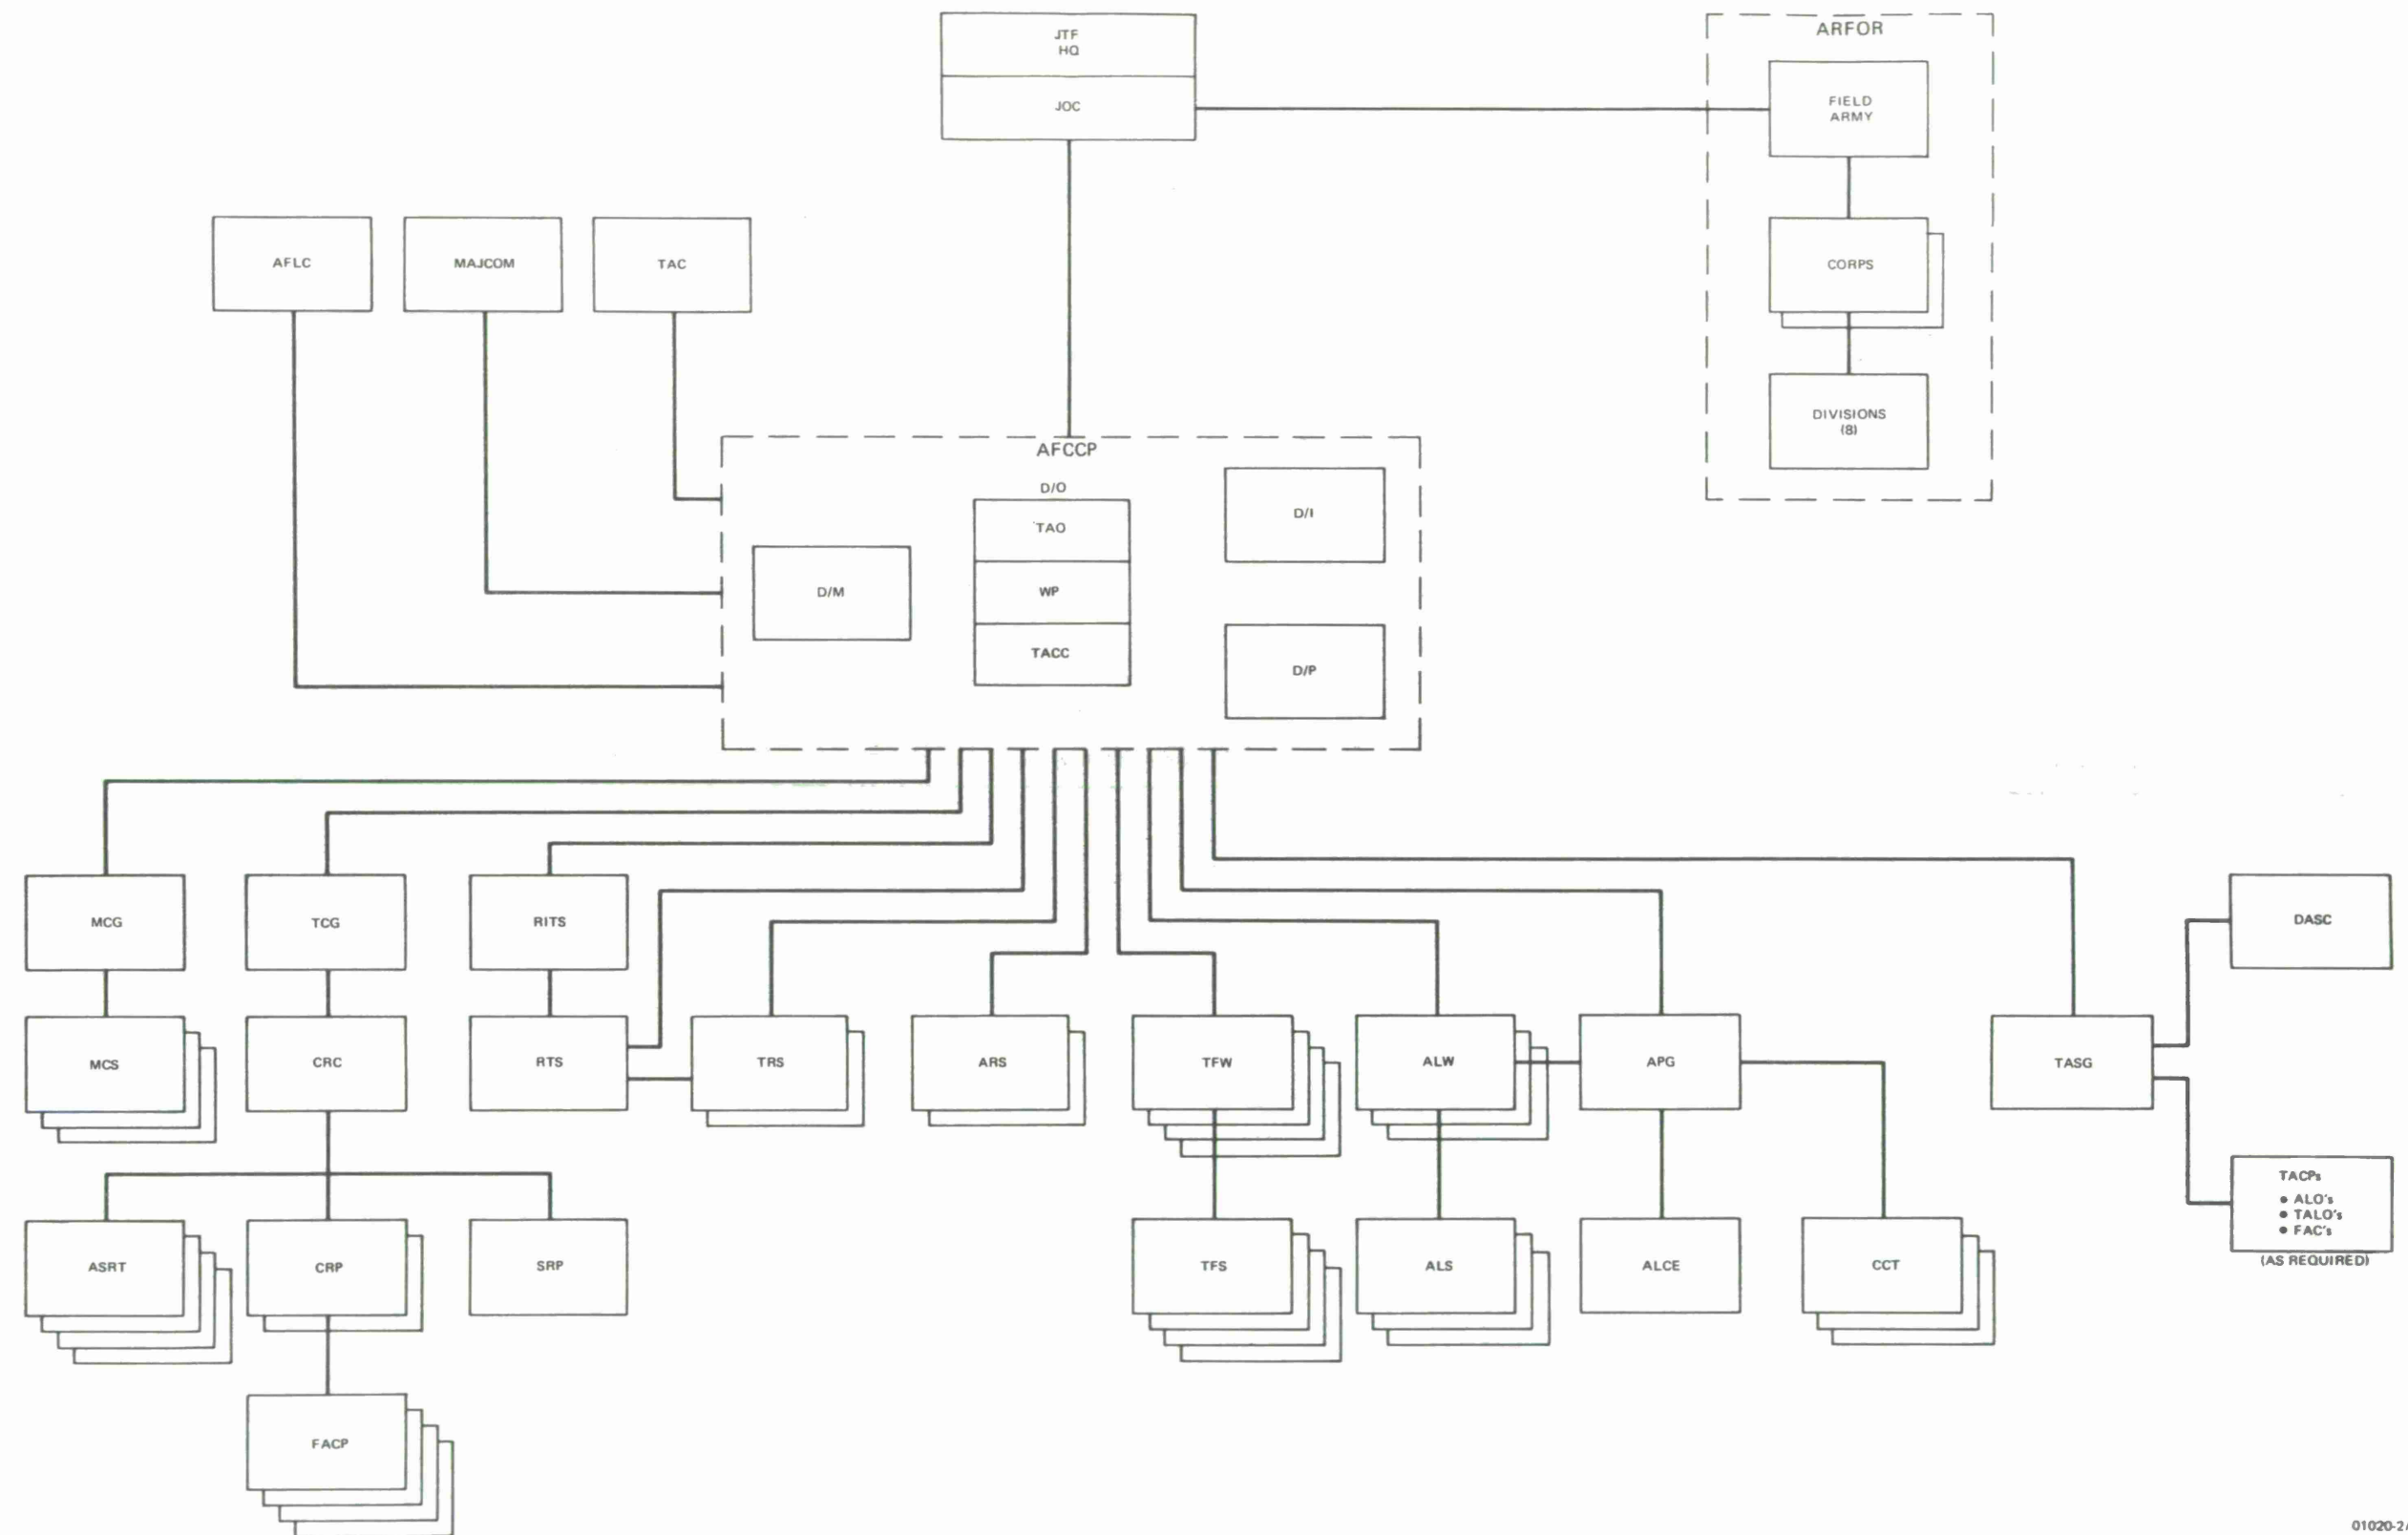 JTF
HQ
JOC
ARFOR
FIELD
ARMY
CORPS
DIVISIONS
(8)
AFLC
MAJCOM
TAC
AFCCP
D/O
TAO
WP
TACC
D/M
D/I
D/P
MCG
TCG
RITS
DASC
MCS
CRC
RTS
TRS
ARS
TFW
ALW
APG
TASG
TACPs
• ALO's
• TALO's
• FAC's
(AS REQUIRED)
ASRT
CRP
SRP
TFS
ALS
ALCE
CCT
FACP